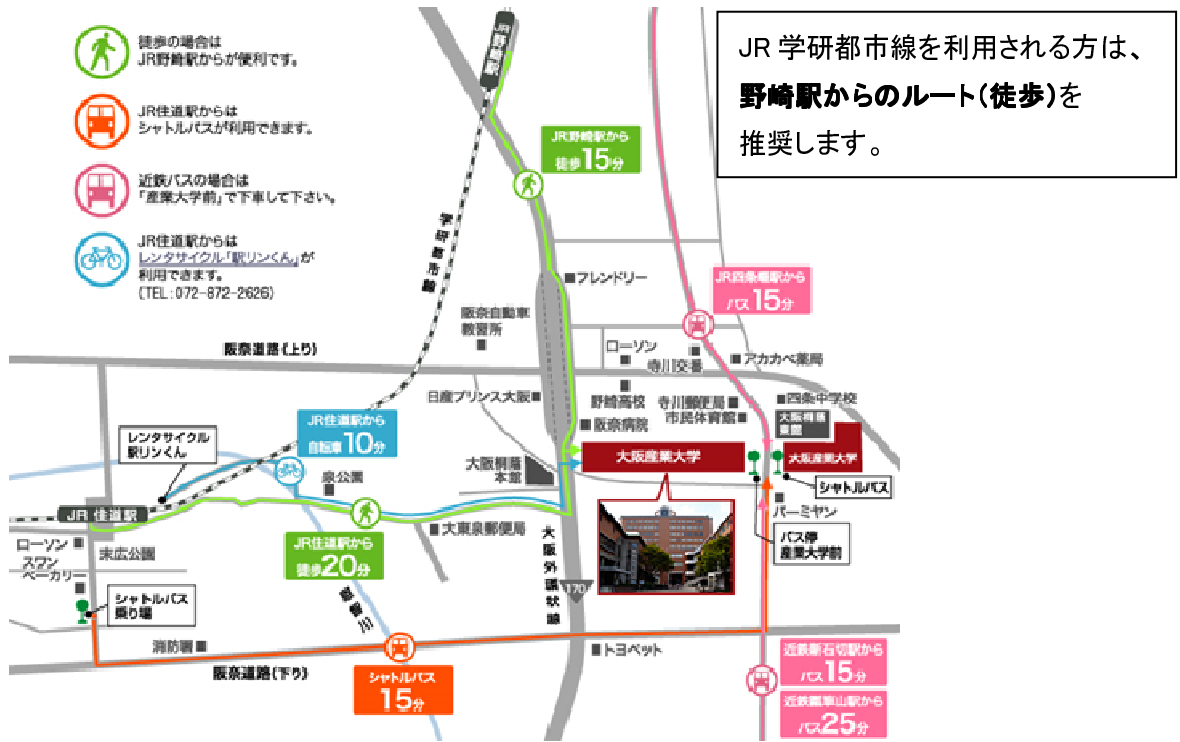 徒歩の場合は
JR野崎駅からが便利です。
JR住道駅からは
シャトルバスが利用できます。
近鉄バスの場合は
「産業大学前」で下車して下さい。
JR住道駅からは
レンタサイクル「駅リンくん」が
利用できます。
(TEL:072-872-2626)
JR 学研都市線を利用される方は、
野崎駅からのルート(徒歩)を
推奨します。
JR野崎駅
JR野崎駅から
徒歩15分
学研都市線
フレンドリー
JR四条畷駅から
バス15分
阪奈自動車
教習所
ローソン
寺川交番
アカカベ薬局
阪奈道路(上り)
日産プリンス大阪
野崎高校
寺川郵便局
市民体育館
四条中学校
阪奈病院
大阪桐蔭
本館
大阪産業大学
大阪産業大学
シャトルバス
JR住道駅から
自転車10分
レンタサイクル
駅リンくん
泉公園
JR 住道駅
大東泉郵便局
JR住道駅から
徒歩20分
ローソン
スワン
ベーカリー
末広公園
シャトルバス
乗り場
バーミヤン
バス停
産業大学前
大阪外環状線
170
消防署
阪奈道路(下り)
シャトルバス
15分
トヨペット
近鉄新石切駅から
バス15分
近鉄瓢箪山駅から
バス25分